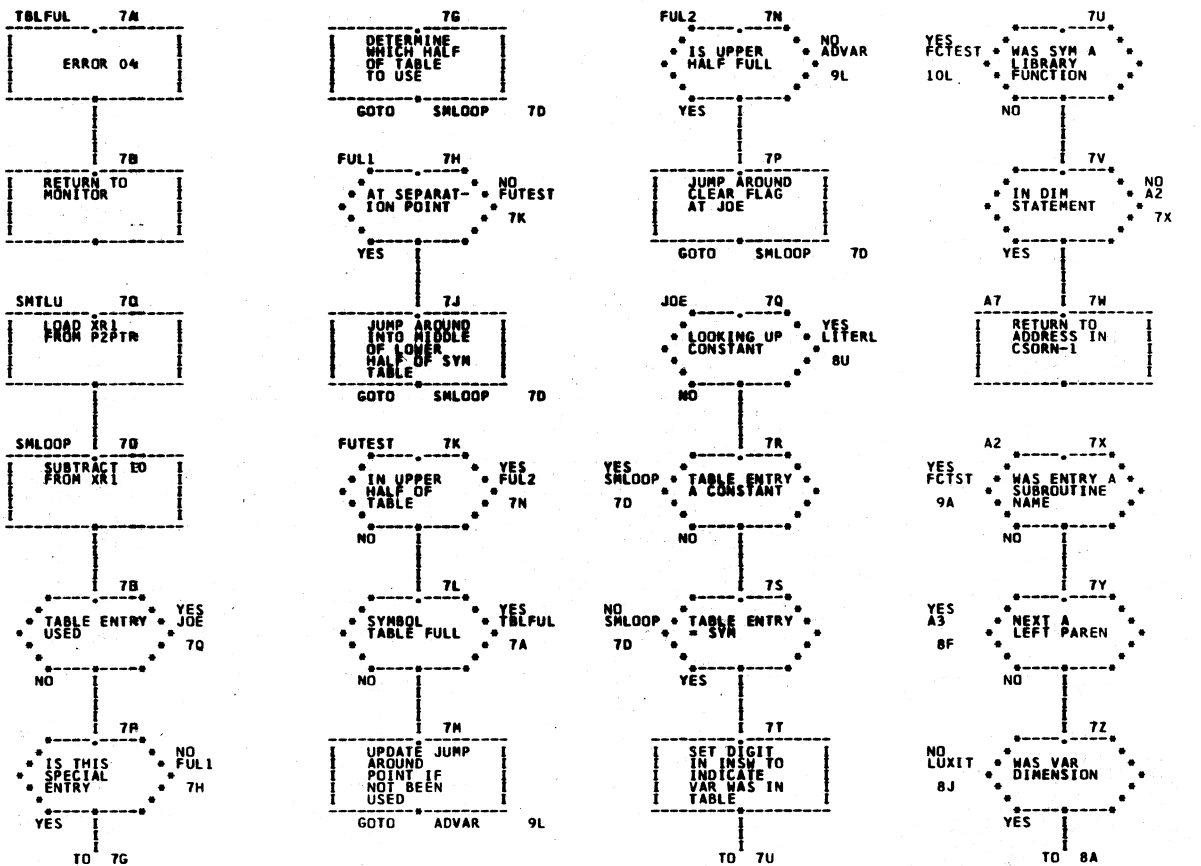 TBLFUL 7A
ERROR 04
7B
RETURN TO
MONITOR
SMTLU
LOAD XR1
FROM P2PTR
SMLOOP
SUBTRACT 10
FROM XR1
TABLE ENTRY
USED
YES
JOE
7Q
NO
IS THIS
SPECIAL
ENTRY
NO
FUL1
7H
YES
TO 7G
7G
DETERMINE
WHICH HALF
OF TABLE
TO USE
GOTO SMLOOP 7D
FUL1 7H
AT SEPARAT-
ION POINT
NO
FUTEST
7K
YES
7J
JUMP AROUND
INTO MIDDLE
OF LOWER
HALF OF SYM
TABLE
GOTO SMLOOP 7D
FUTEST 7K
IN UPPER
HALF OF
TABLE
YES
FUL2
7N
NO
7L
SYMBOL
TABLE FULL
YES
TBLFUL
7A
NO
7M
UPDATE JUMP
AROUND
POINT IF
NOT BEEN
USED
GOTO ADVAR 9L
FUL2 7N
IS UPPER
HALF FULL
NO
ADVAR
9L
YES
7P
JUMP AROUND
CLEAR FLAG
AT JOE
GOTO SMLOOP 7D
JOE 7Q
LOOKING UP
CONSTANT
YES
LITERL
8U
NO
7R
YES
SMLOOP
7D
TABLE ENTRY
A CONSTANT
NO
7S
NO
SMLOOP
7D
TABLE ENTRY
= SYM
YES
7T
SET DIGIT
IN INSW TO
INDICATE
VAR WAS IN
TABLE
TO 7U
7U
YES
FCTEST
10L
WAS SYM A
LIBRARY
FUNCTION
NO
7V
IN DIM
STATEMENT
NO
A2
7X
YES
A7 7W
RETURN TO
ADDRESS IN
CSORN-1
A2 7X
YES
FCTST
9A
WAS ENTRY A
SUBROUTINE
NAME
NO
7Y
YES
A3
8F
NEXT A
LEFT PAREN
NO
7Z
NO
LUXIT
8J
WAS VAR
DIMENSION
YES
TO 8A